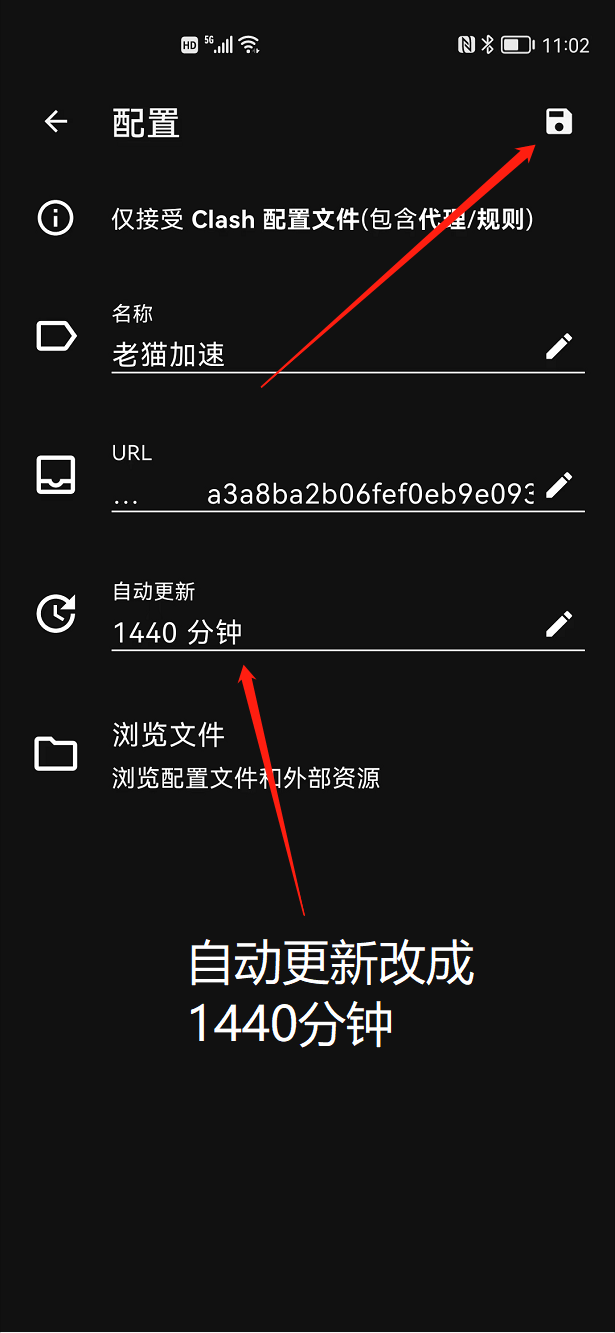 HD 5G 11:02
配置
仅接受 Clash 配置文件(包含代理/规则)
名称
老猫加速
URL
... a3a8ba2b06fef0eb9e093
自动更新
1440 分钟
浏览文件
浏览配置文件和外部资源
自动更新改成
1440分钟